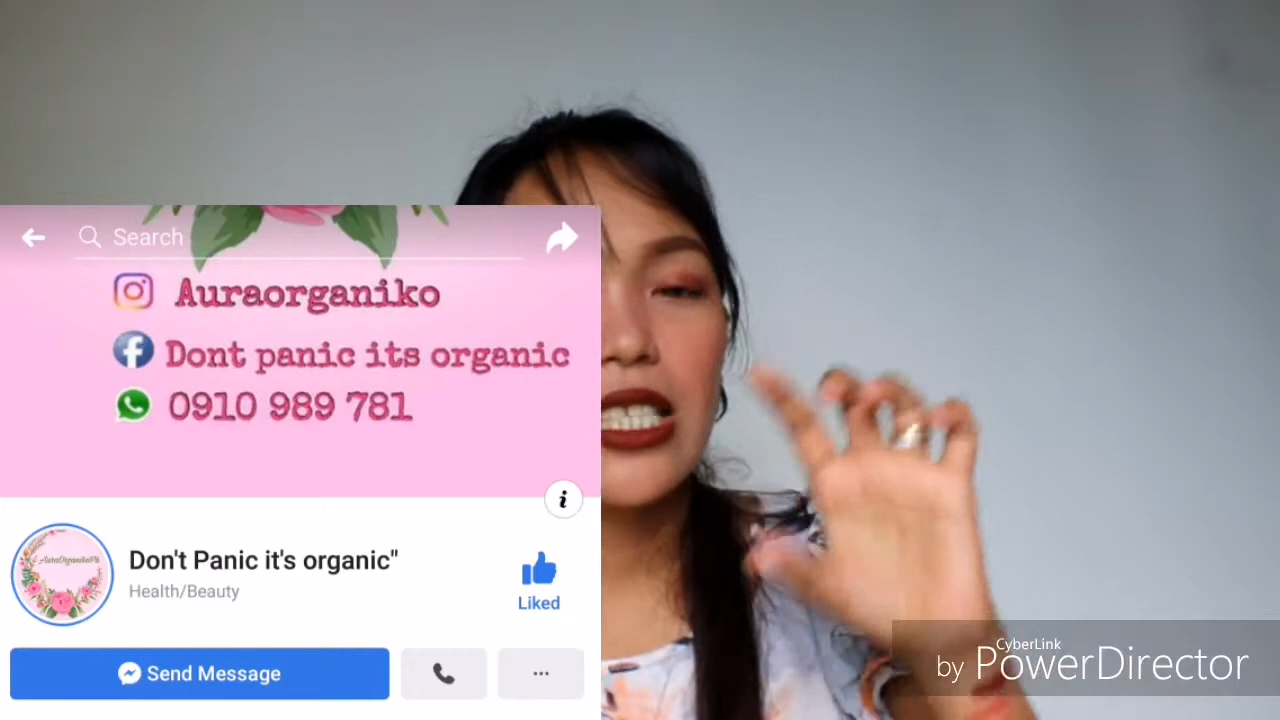 Search
Auraorganiko
Dont panic its organic
0910 989 781
i
AuraOrganikoPh
Don't Panic it's organic"
Health/Beauty
Liked
Send Message
CyberLink
by PowerDirector